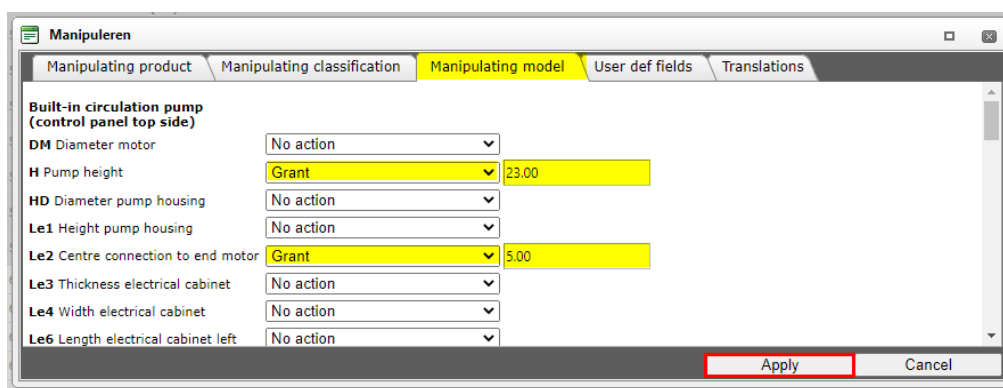 Manipuleren
Manipulating product Manipulating classification Manipulating model User def fields Translations
Built-in circulation pump
(control panel top side)
DM Diameter motor No action
H Pump height Grant 23.00
HD Diameter pump housing No action
Le1 Height pump housing No action
Le2 Centre connection to end motor Grant 5.00
Le3 Thickness electrical cabinet No action
Le4 Width electrical cabinet No action
Le6 Length electrical cabinet left No action
Apply Cancel